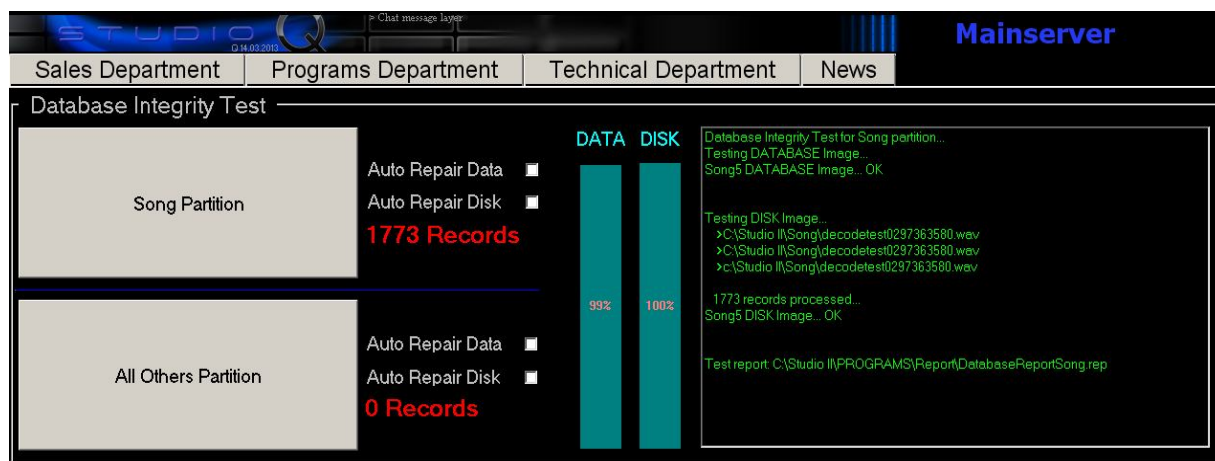 STUDIO Q
Q 14.03.2013
> Chat message layer
Mainserver
Sales Department
Programs Department
Technical Department
News
Database Integrity Test
Song Partition
Auto Repair Data
Auto Repair Disk
1773 Records
All Others Partition
Auto Repair Data
Auto Repair Disk
0 Records
DATA DISK
99% 100%
Database Integrity Test for Song partition...
Testing DATABASE Image...
Song5 DATABASE Image... OK
Testing DISK Image...
>C:\Studio II\Song\decodetest0297363580.wav
>C:\Studio II\Song\decodetest0297363580.wav
>c:\Studio II\Song\decodetest0297363580.wav
1773 records processed...
Song5 DISK Image... OK
Test report: C:\Studio II\PROGRAMS\Report\DatabaseReportSong.rep